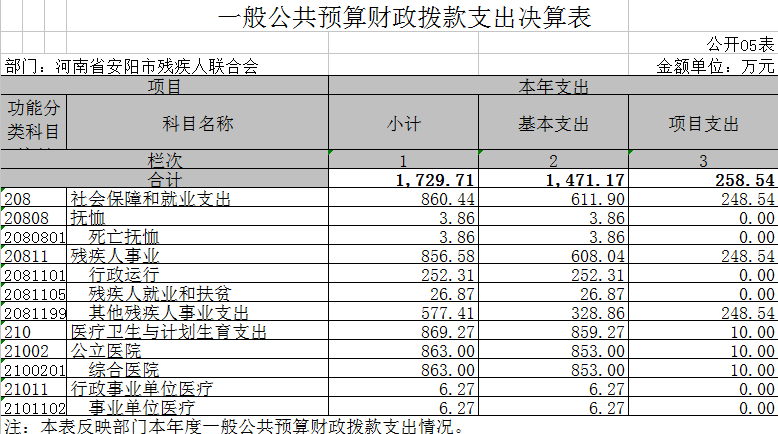 一般公共预算财政拨款支出决算表
公开05表
部门：河南省安阳市残疾人联合会 金额单位：万元
项目 本年支出
功能分类科目 科目名称 小计 基本支出 项目支出
栏次 1 2 3
合计 1,729.71 1,471.17 258.54
208 社会保障和就业支出 860.44 611.90 248.54
20808 抚恤 3.86 3.86 0.00
2080801 死亡抚恤 3.86 3.86 0.00
20811 残疾人事业 856.58 608.04 248.54
2081101 行政运行 252.31 252.31 0.00
2081105 残疾人就业和扶贫 26.87 26.87 0.00
2081199 其他残疾人事业支出 577.41 328.86 248.54
210 医疗卫生与计划生育支出 869.27 859.27 10.00
21002 公立医院 863.00 853.00 10.00
2100201 综合医院 863.00 853.00 10.00
21011 行政事业单位医疗 6.27 6.27 0.00
2101102 事业单位医疗 6.27 6.27 0.00
注：本表反映部门本年度一般公共预算财政拨款支出情况。